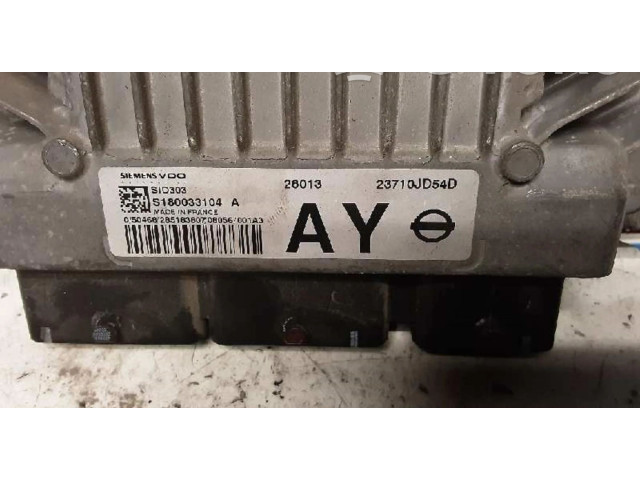 SIEMENS VDO
SID303
S180033104 A
MADE IN FRANCE
26013
23710JD54D
AY